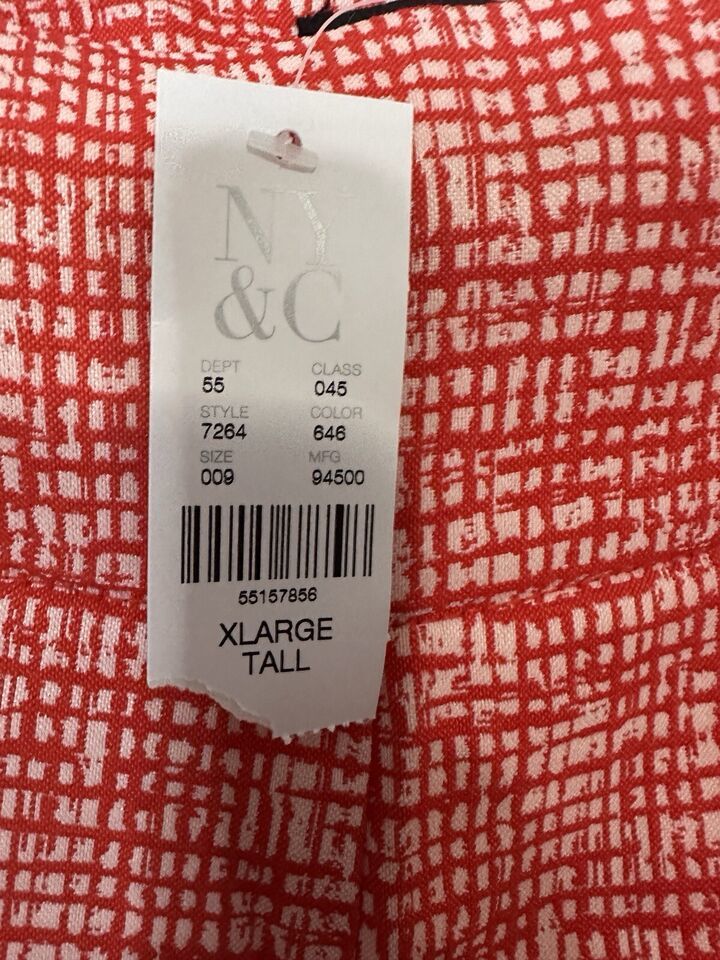 NY
&C
DEPT CLASS
55 045
STYLE COLOR
7264 646
SIZE MFG
009 94500
55157856
XLARGE
TALL